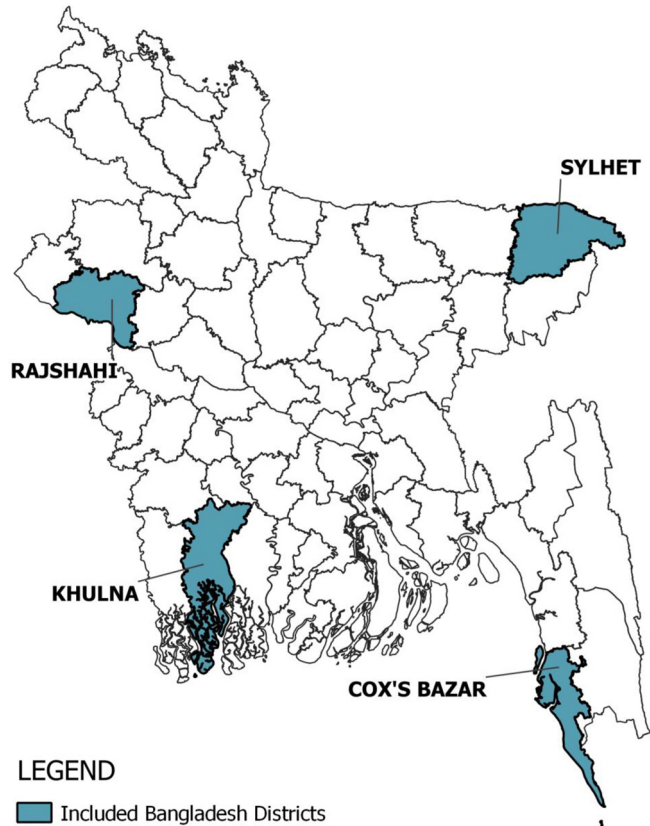 SYLHET
RAJSHAHI
KHULNA
COX'S BAZAR
LEGEND
Included Bangladesh Districts